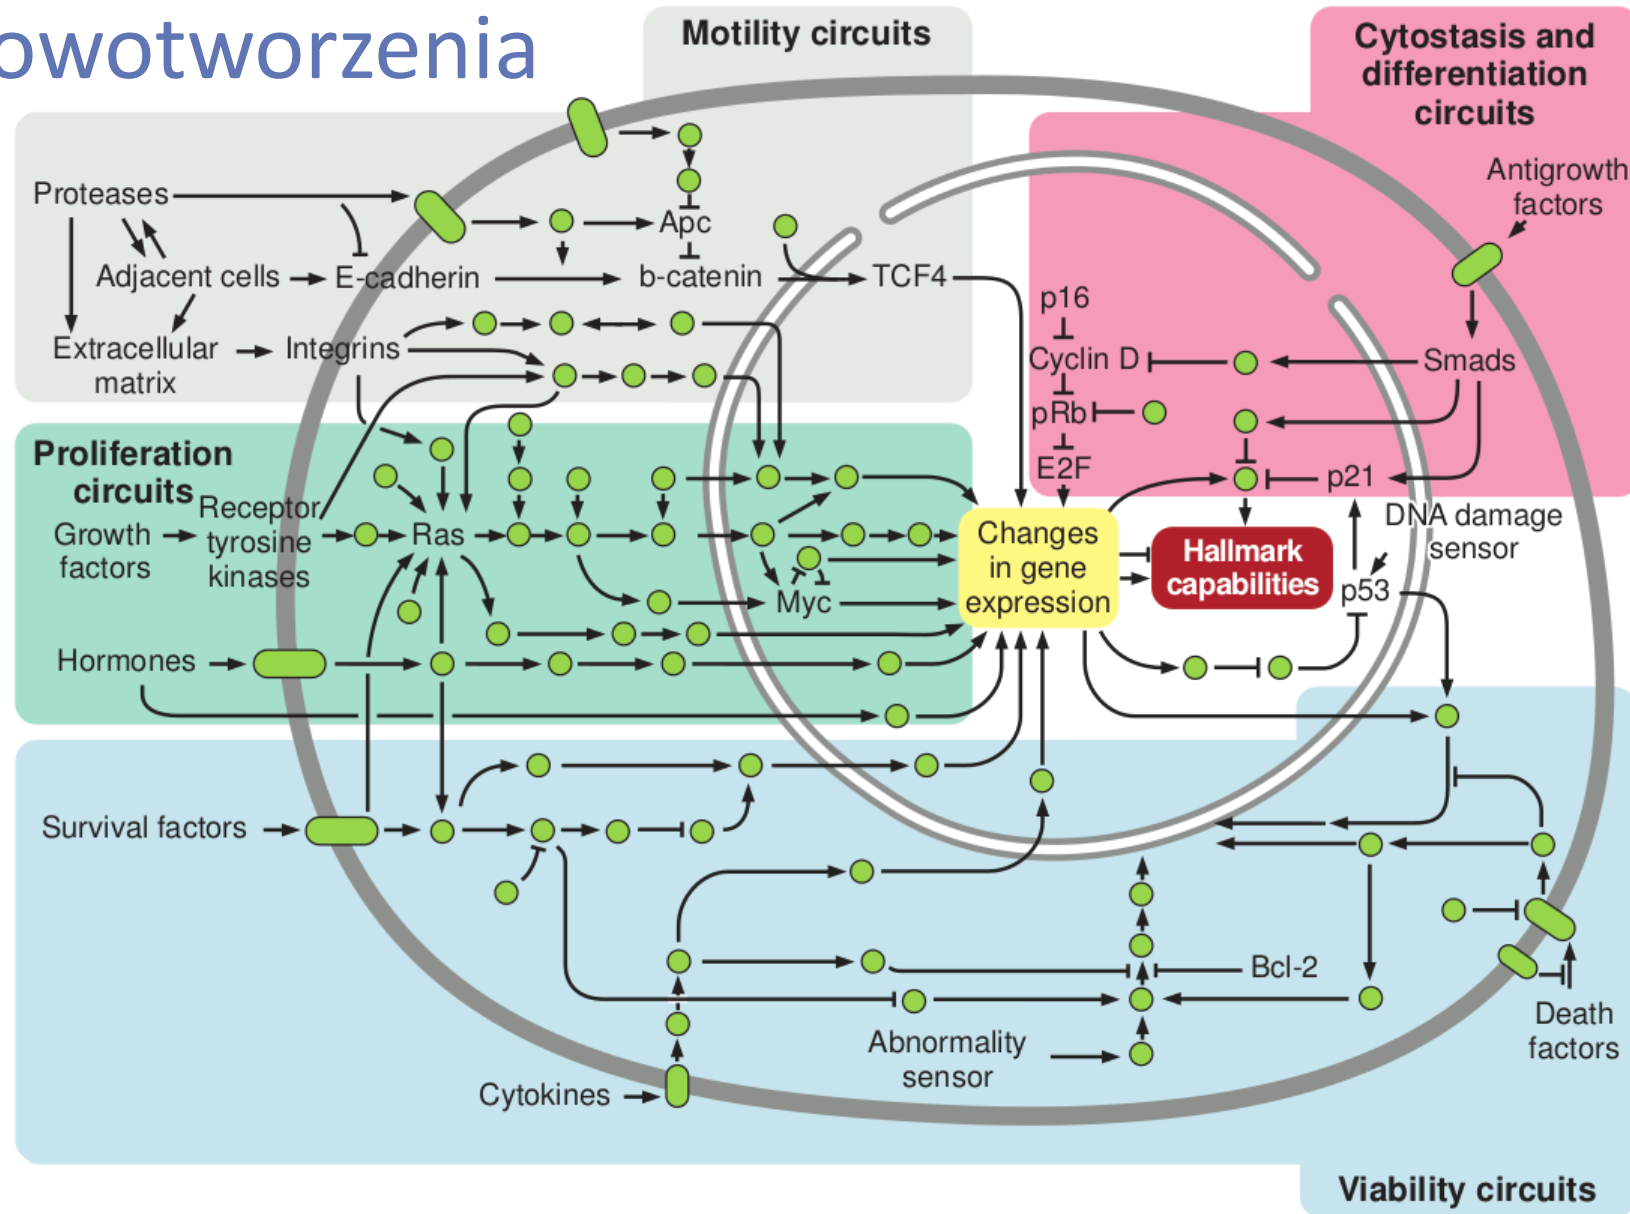 owotworzenia
Motility circuits
Cytostasis and
differentiation
circuits
Antigrowth
factors
Proteases
Apc
Adjacent cells
E-cadherin
b-catenin
TCF4
p16
Extracellular
matrix
Integrins
Cyclin D
Smads
pRb
E2F
p21
Proliferation
circuits
Growth
factors
Receptor
tyrosine
kinases
Ras
Myc
Changes
in gene
expression
Hallmark
capabilities
DNA damage
sensor
p53
Hormones
Survival factors
Bcl-2
Abnormality
sensor
Death
factors
Cytokines
Viability circuits